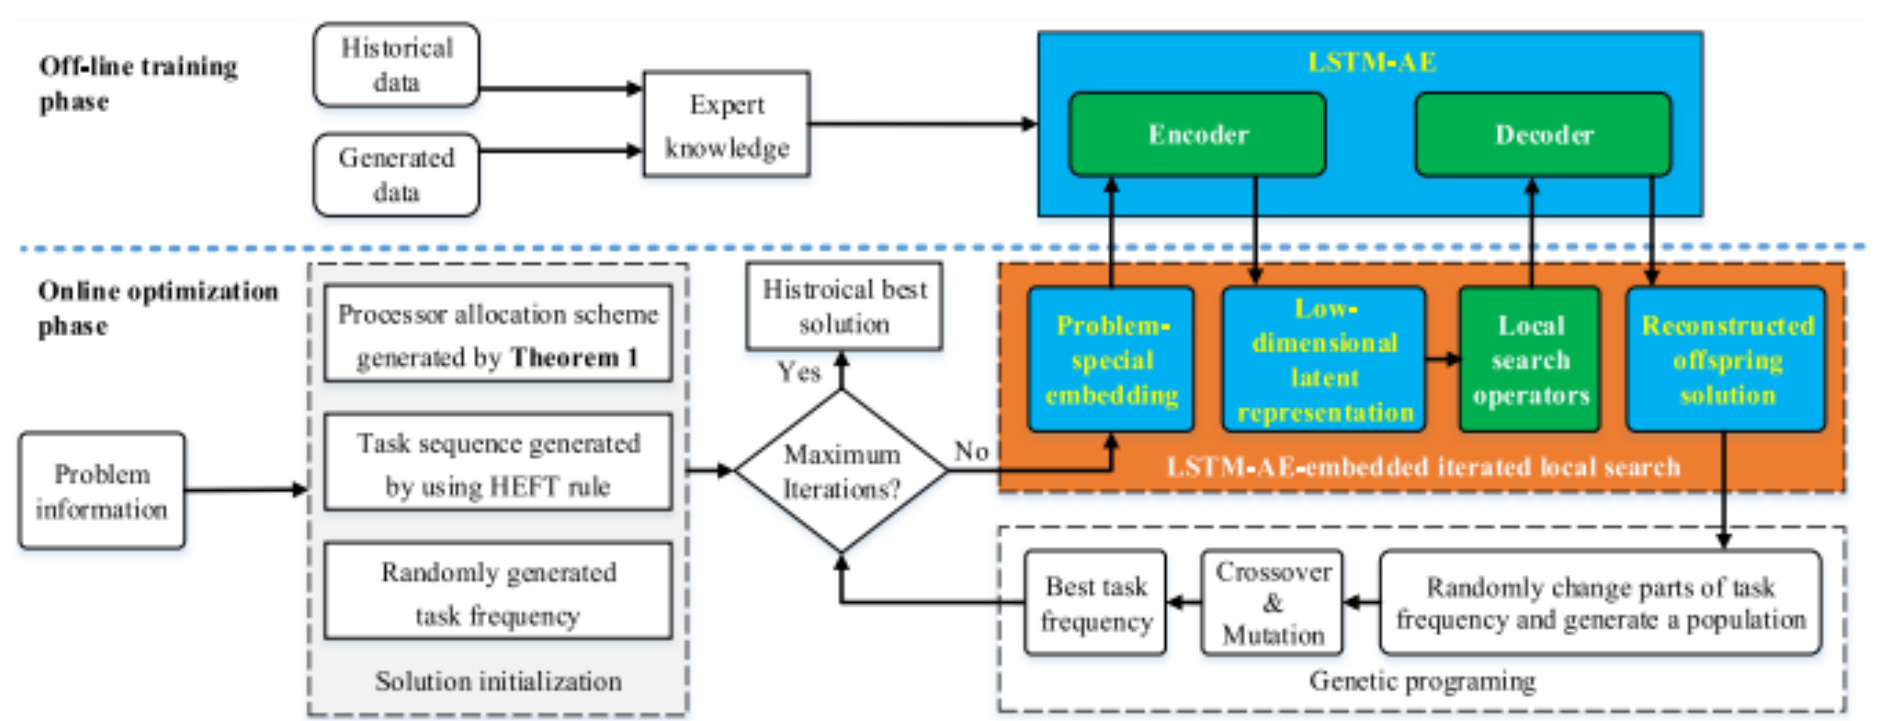 Off-line training
phase
Historical
data
Generated
data
Expert
knowledge
LSTM-AE
Encoder
Decoder
Online optimization
phase
Problem
information
Processor allocation scheme
generated by Theorem 1
Task sequence generated
by using HEFT rule
Randomly generated
task frequency
Solution initialization
Histroical best
solution
Yes
Maximum
Iterations?
No
Problem-
special
embedding
Low-
dimensional
latent
representation
Local
search
operators
Reconstructed
offspring
solution
LSTM-AE-embedded iterated local search
Best task
frequency
Crossover
&
Mutation
Randomly change parts of task
frequency and generate a population
Genetic programing